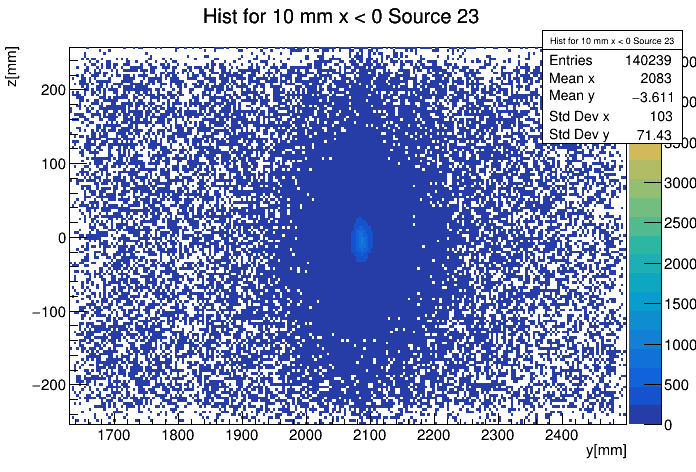 Hist for 10 mm x < 0 Source 23
Hist for 10 mm x < 0 Source 23
Entries 140239
Mean x 2083
Mean y −3.611
Std Dev x 103
Std Dev y 71.43
z[mm]
200
100
0
−100
−200
1700 1800 1900 2000 2100 2200 2300 2400
y[mm]
3000
2500
2000
1500
1000
500
0